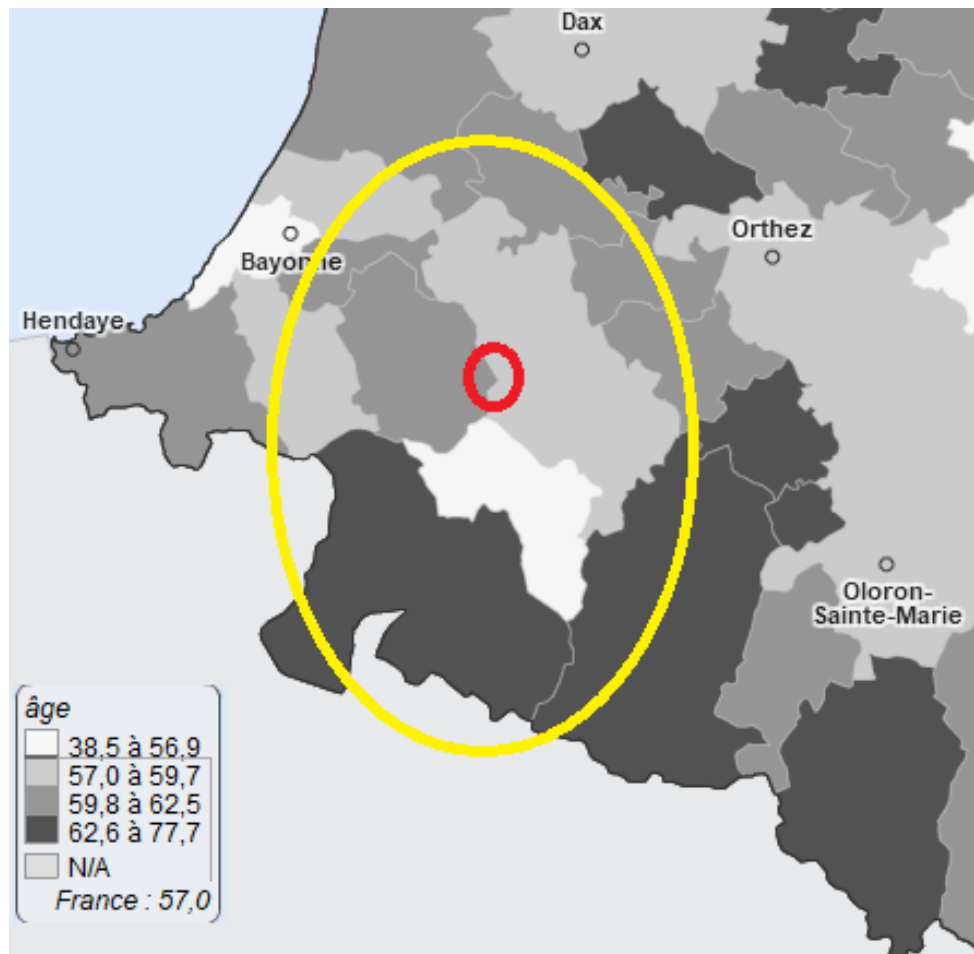 Dax
Orthez
Bayonne
Hendaye
Oloron-
Sainte-Marie
âge
38,5 à 56,9
57,0 à 59,7
59,8 à 62,5
62,6 à 77,7
N/A
France : 57,0